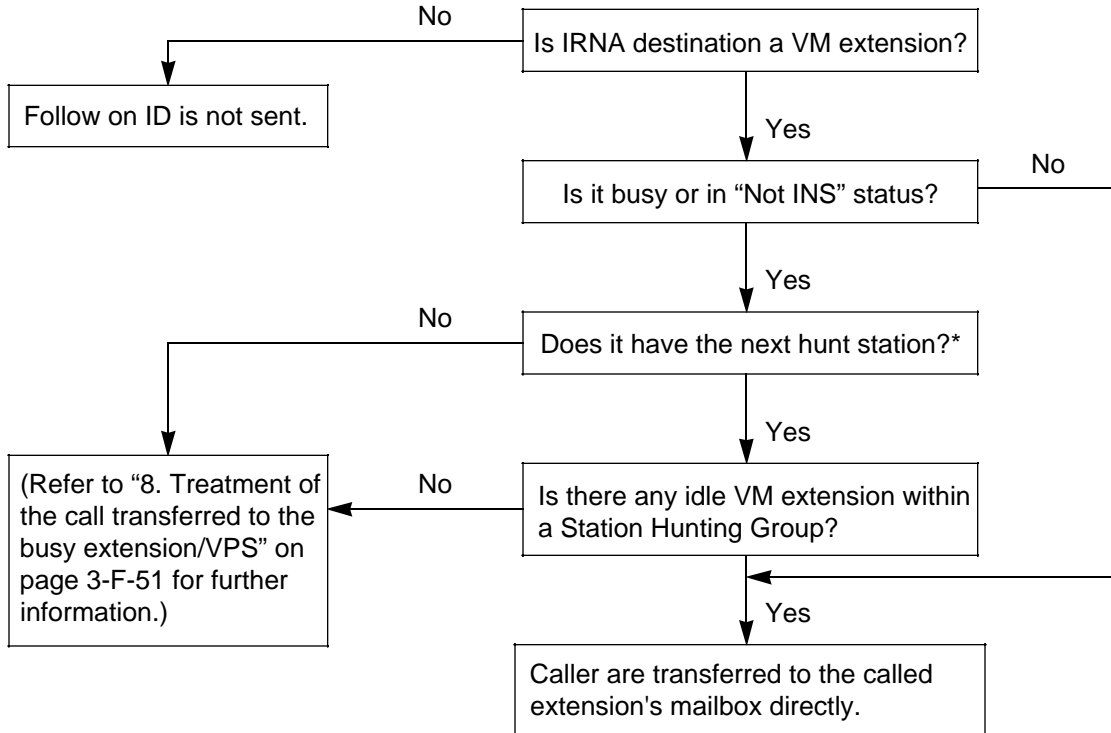 No
Is IRNA destination a VM extension?
Follow on ID is not sent.
Yes
No
Is it busy or in “Not INS” status?
Yes
No
Does it have the next hunt station?*
Yes
(Refer to “8. Treatment of
the call transferred to the
busy extension/VPS” on
page 3-F-51 for further
information.)
No
Is there any idle VM extension within
a Station Hunting Group?
Yes
Caller are transferred to the called
extension's mailbox directly.